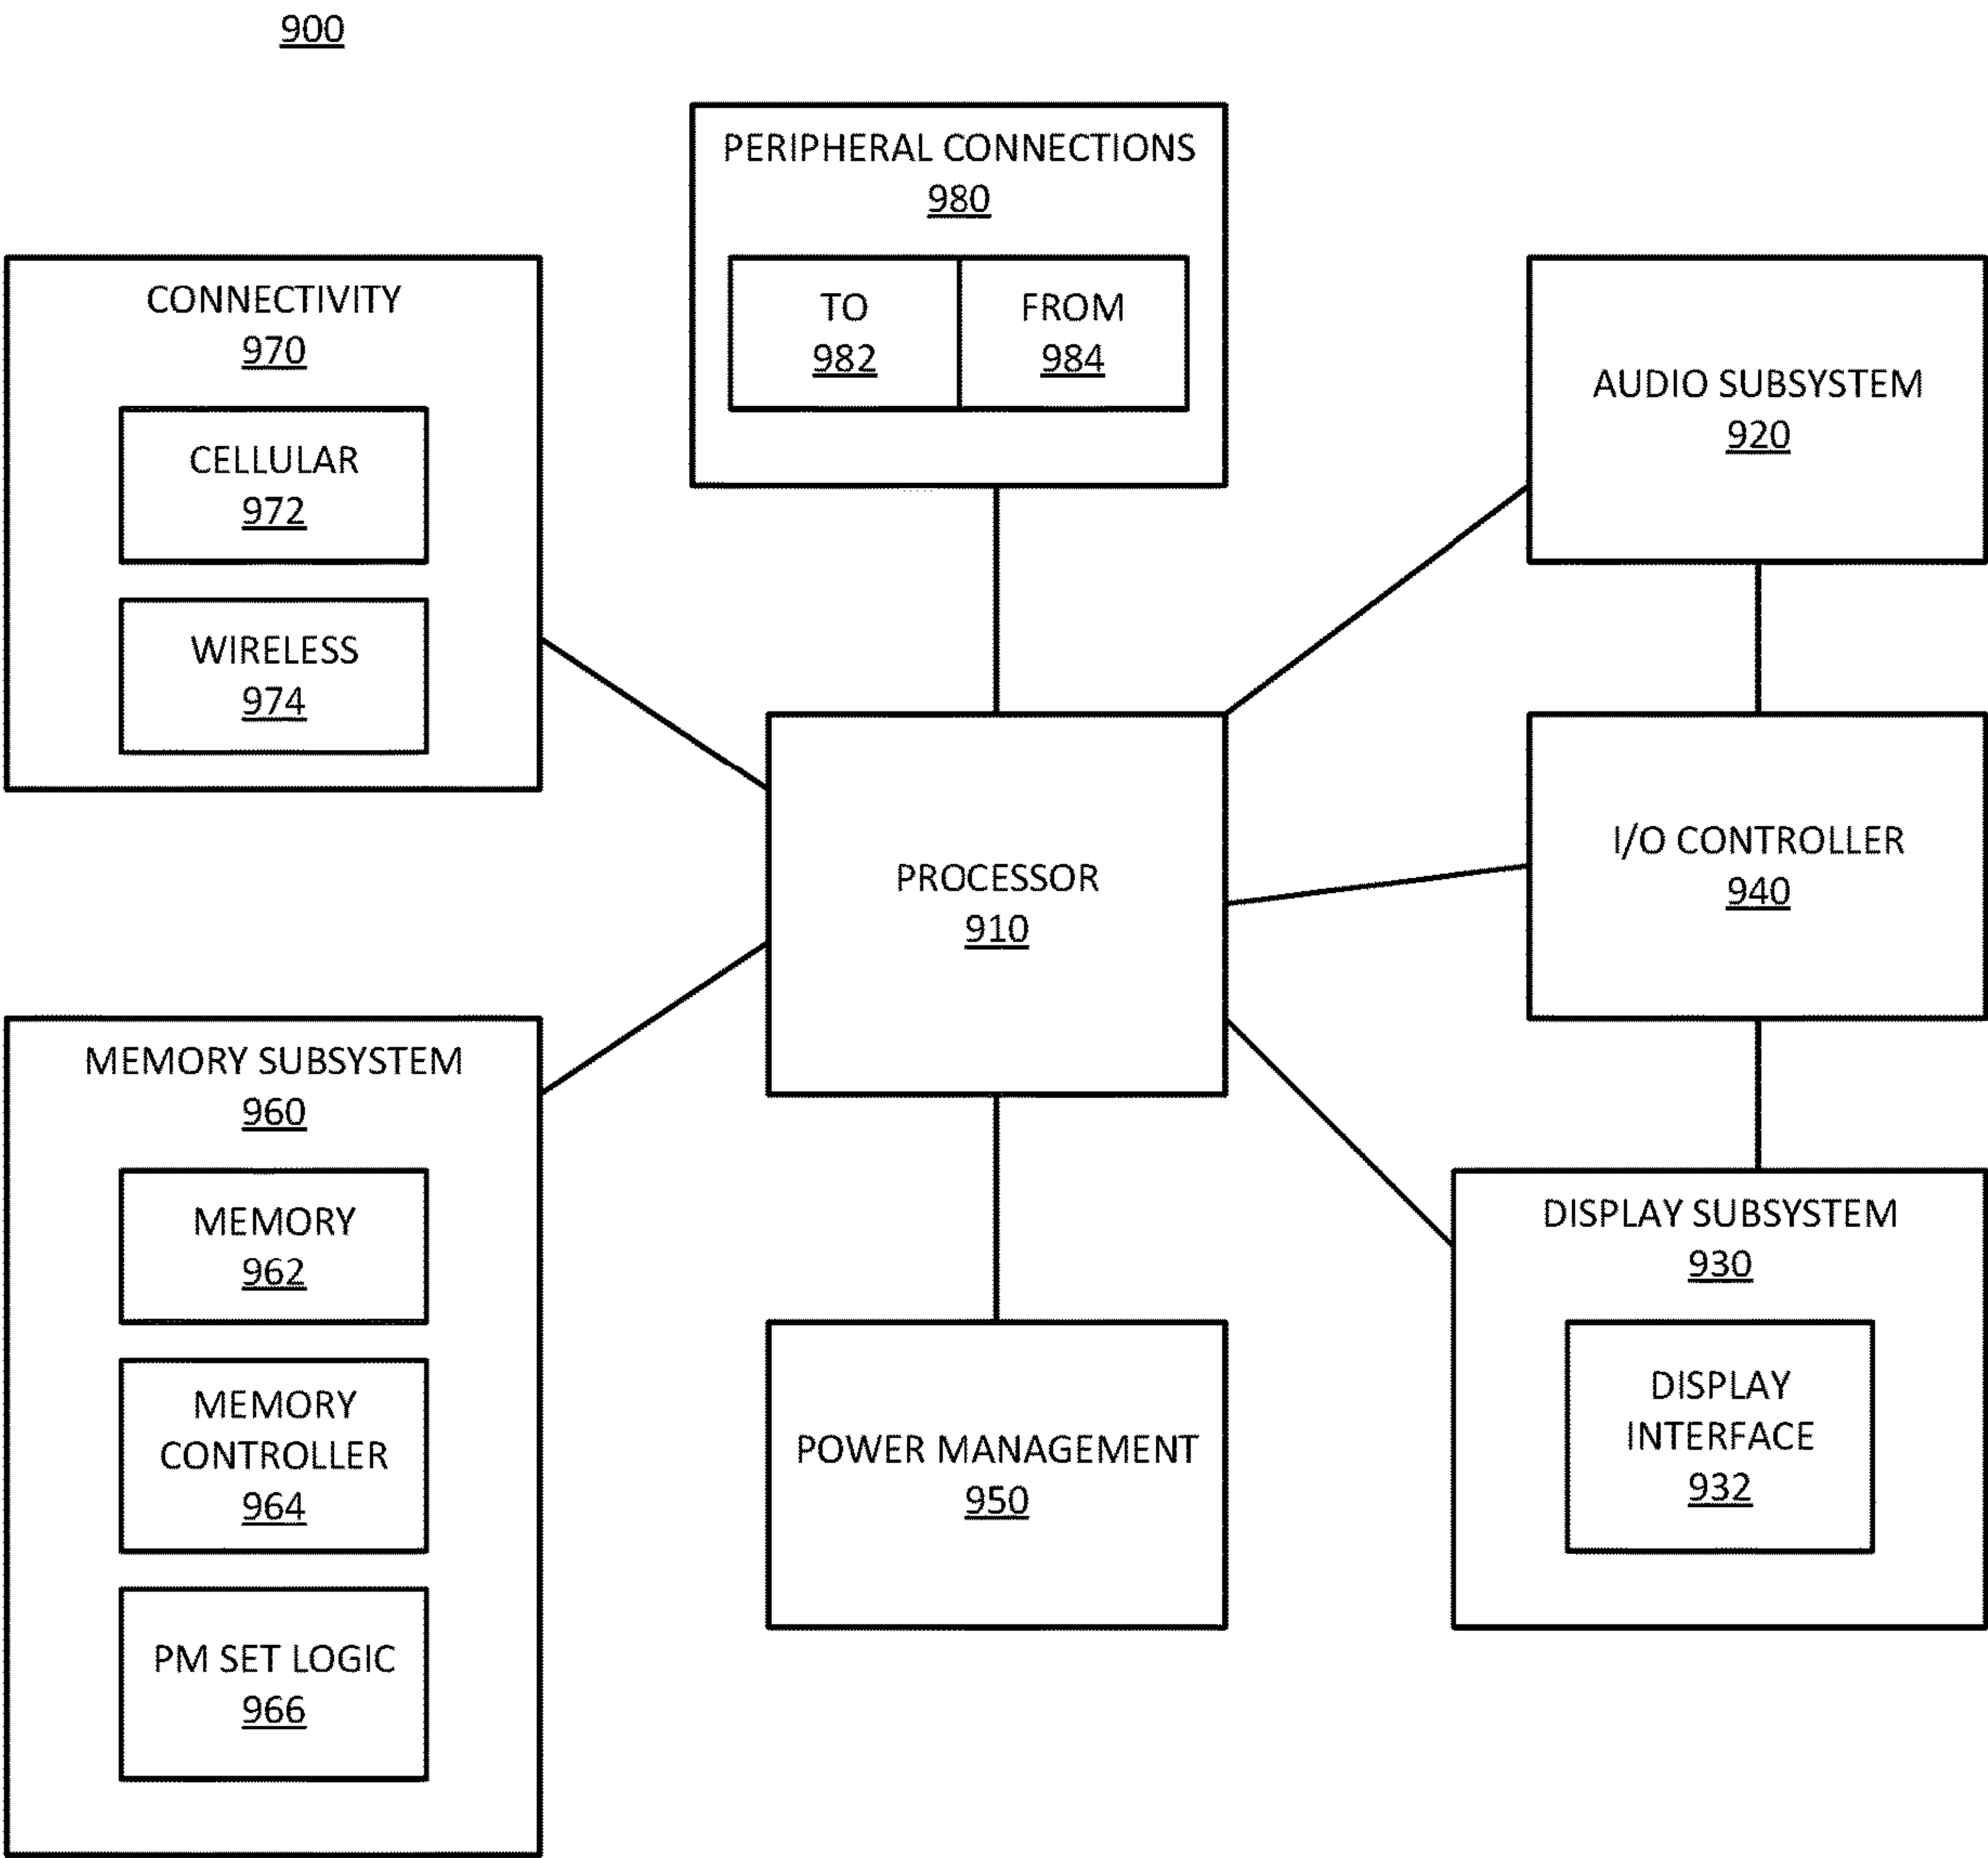 900
PERIPHERAL CONNECTIONS
980
TO
982
FROM
984
CONNECTIVITY
970
CELLULAR
972
WIRELESS
974
AUDIO SUBSYSTEM
920
PROCESSOR
910
I/O CONTROLLER
940
MEMORY SUBSYSTEM
960
MEMORY
962
MEMORY
CONTROLLER
964
PM SET LOGIC
966
POWER MANAGEMENT
950
DISPLAY SUBSYSTEM
930
DISPLAY
INTERFACE
932